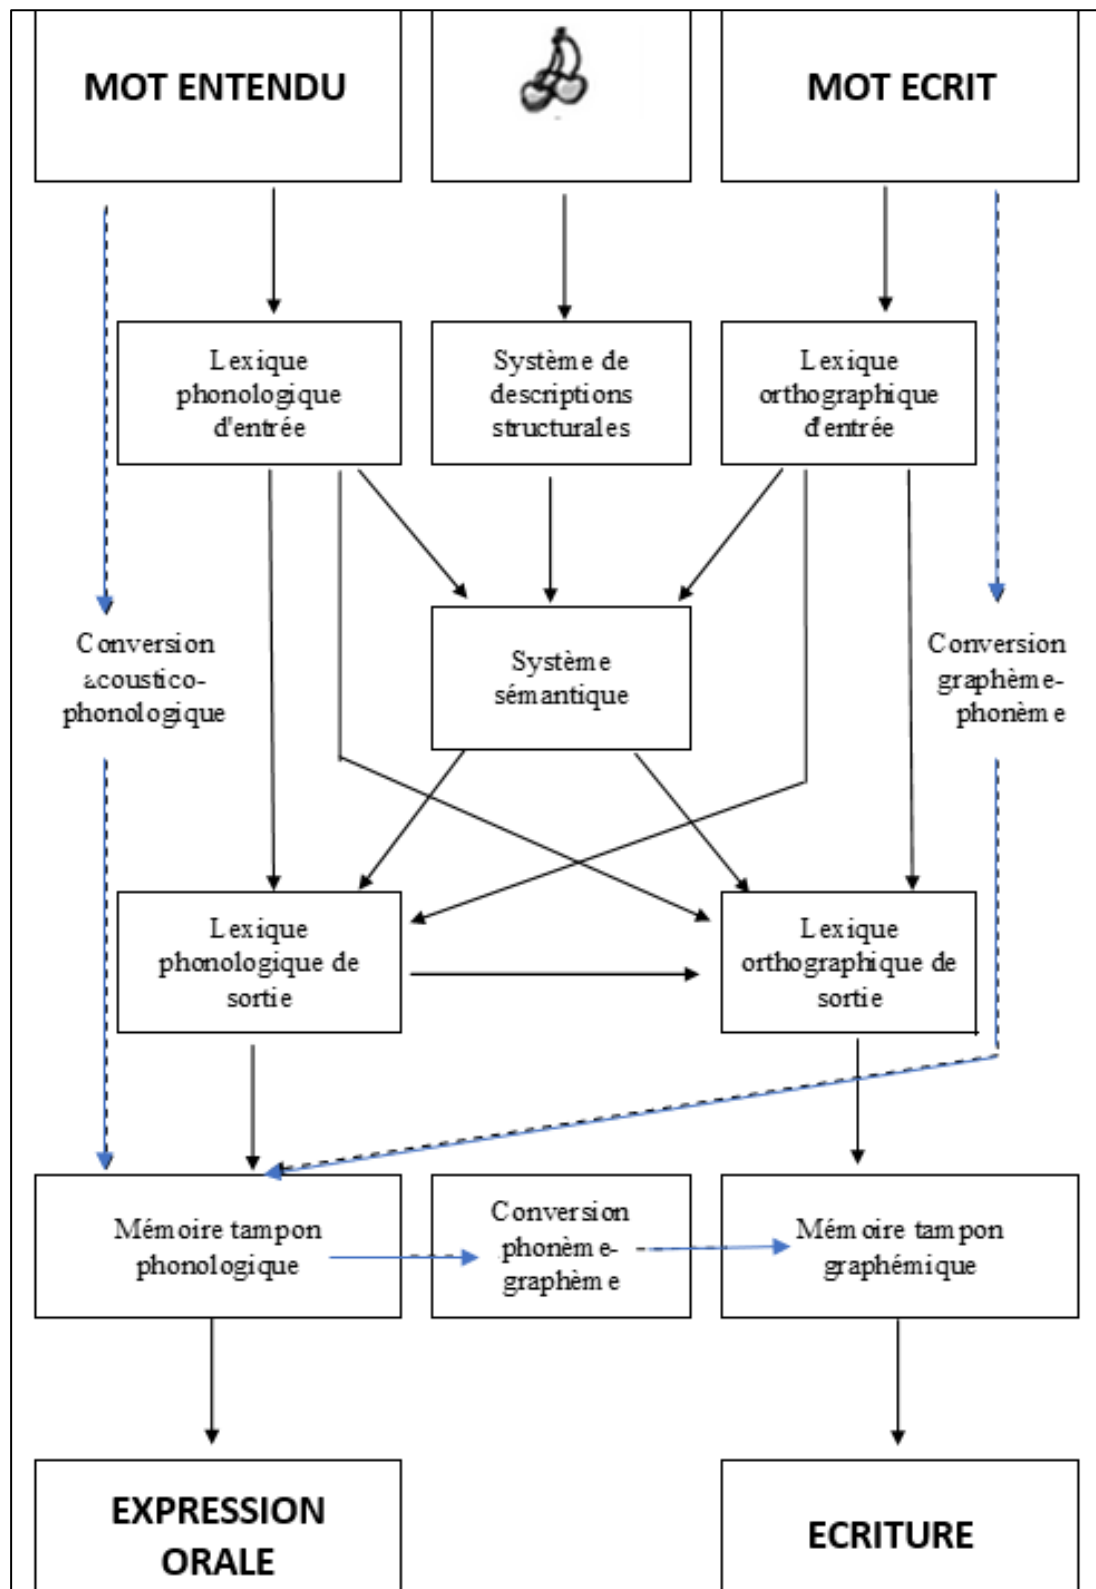 MOT ENTENDU
MOT ECRIT
Lexique
phonologique
d'entrée
Système de
descriptions
structurales
Lexique
orthographique
d'entrée
Conversion
acoustico-
phonologique
Système
sémantique
Conversion
graphème-
phonème
Lexique
phonologique de
sortie
Lexique
orthographique de
sortie
Mémoire tampon
phonologique
Conversion
phonème-
graphème
Mémoire tampon
graphémique
EXPRESSION
ORALE
ECRITURE